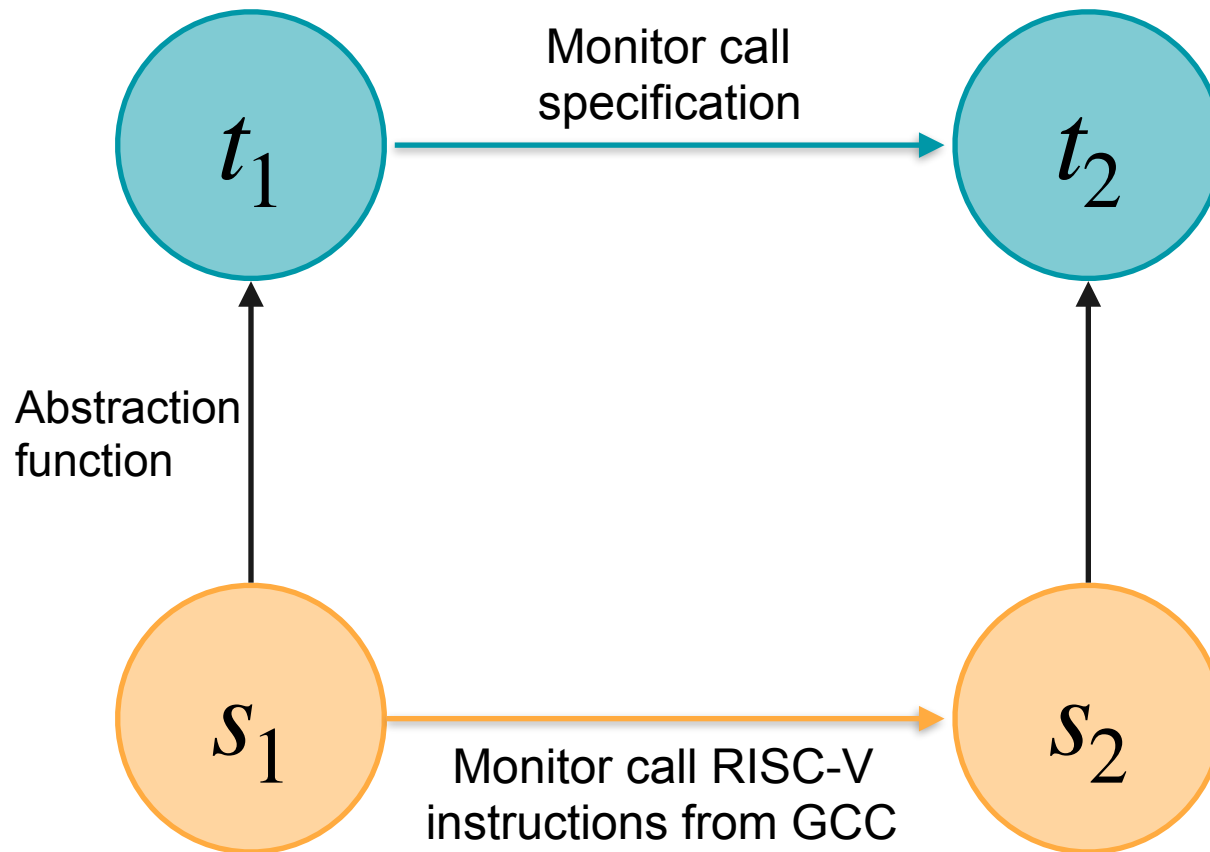 Monitor call
specification
t₁
t₂
Abstraction
function
s₁
s₂
Monitor call RISC-V
instructions from GCC